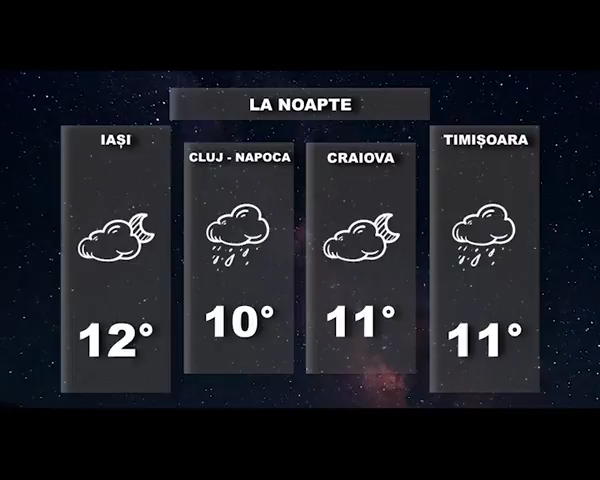 LA NOAPTE
IAȘI
CLUJ - NAPOCA
CRAIOVA
TIMIȘOARA
12°
10°
11°
11°